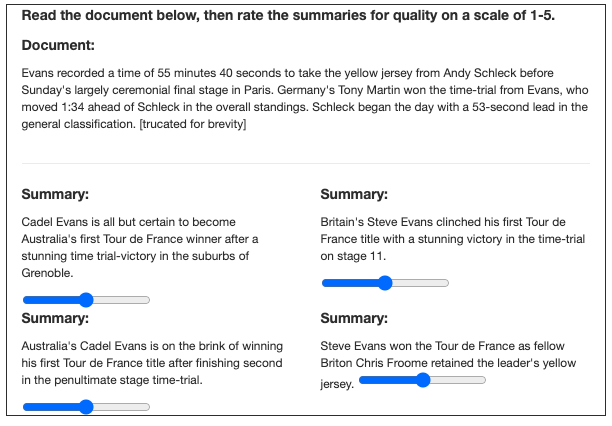 Read the document below, then rate the summaries for quality on a scale of 1-5.
Document:
Evans recorded a time of 55 minutes 40 seconds to take the yellow jersey from Andy Schleck before
Sunday's largely ceremonial final stage in Paris. Germany's Tony Martin won the time-trial from Evans, who
moved 1:34 ahead of Schleck in the overall standings. Schleck began the day with a 53-second lead in the
general classification. [trucated for brevity]
Summary:
Cadel Evans is all but certain to become
Australia's first Tour de France winner after a
stunning time trial-victory in the suburbs of
Grenoble.
Summary:
Britain's Steve Evans clinched his first Tour de
France title with a stunning victory in the time-trial
on stage 11.
Summary:
Australia's Cadel Evans is on the brink of winning
his first Tour de France title after finishing second
in the penultimate stage time-trial.
Summary:
Steve Evans won the Tour de France as fellow
Briton Chris Froome retained the leader's yellow
jersey.